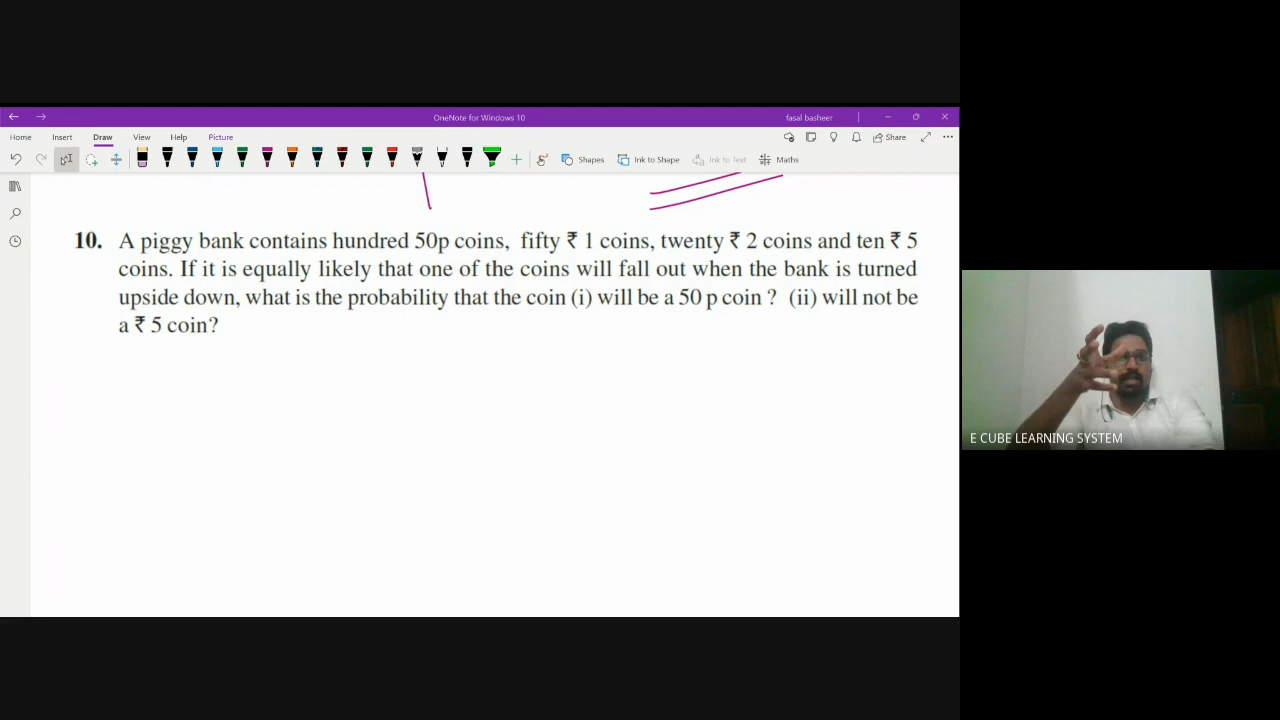 OneNote for Windows 10
fasal basheer
Home Insert Draw View Help Picture
Share
Shapes Ink to Shape Ink to Text Maths
10. A piggy bank contains hundred 50p coins, fifty ₹ 1 coins, twenty ₹ 2 coins and ten ₹ 5
coins. If it is equally likely that one of the coins will fall out when the bank is turned
upside down, what is the probability that the coin (i) will be a 50 p coin ? (ii) will not be
a ₹ 5 coin?
E CUBE LEARNING SYSTEM